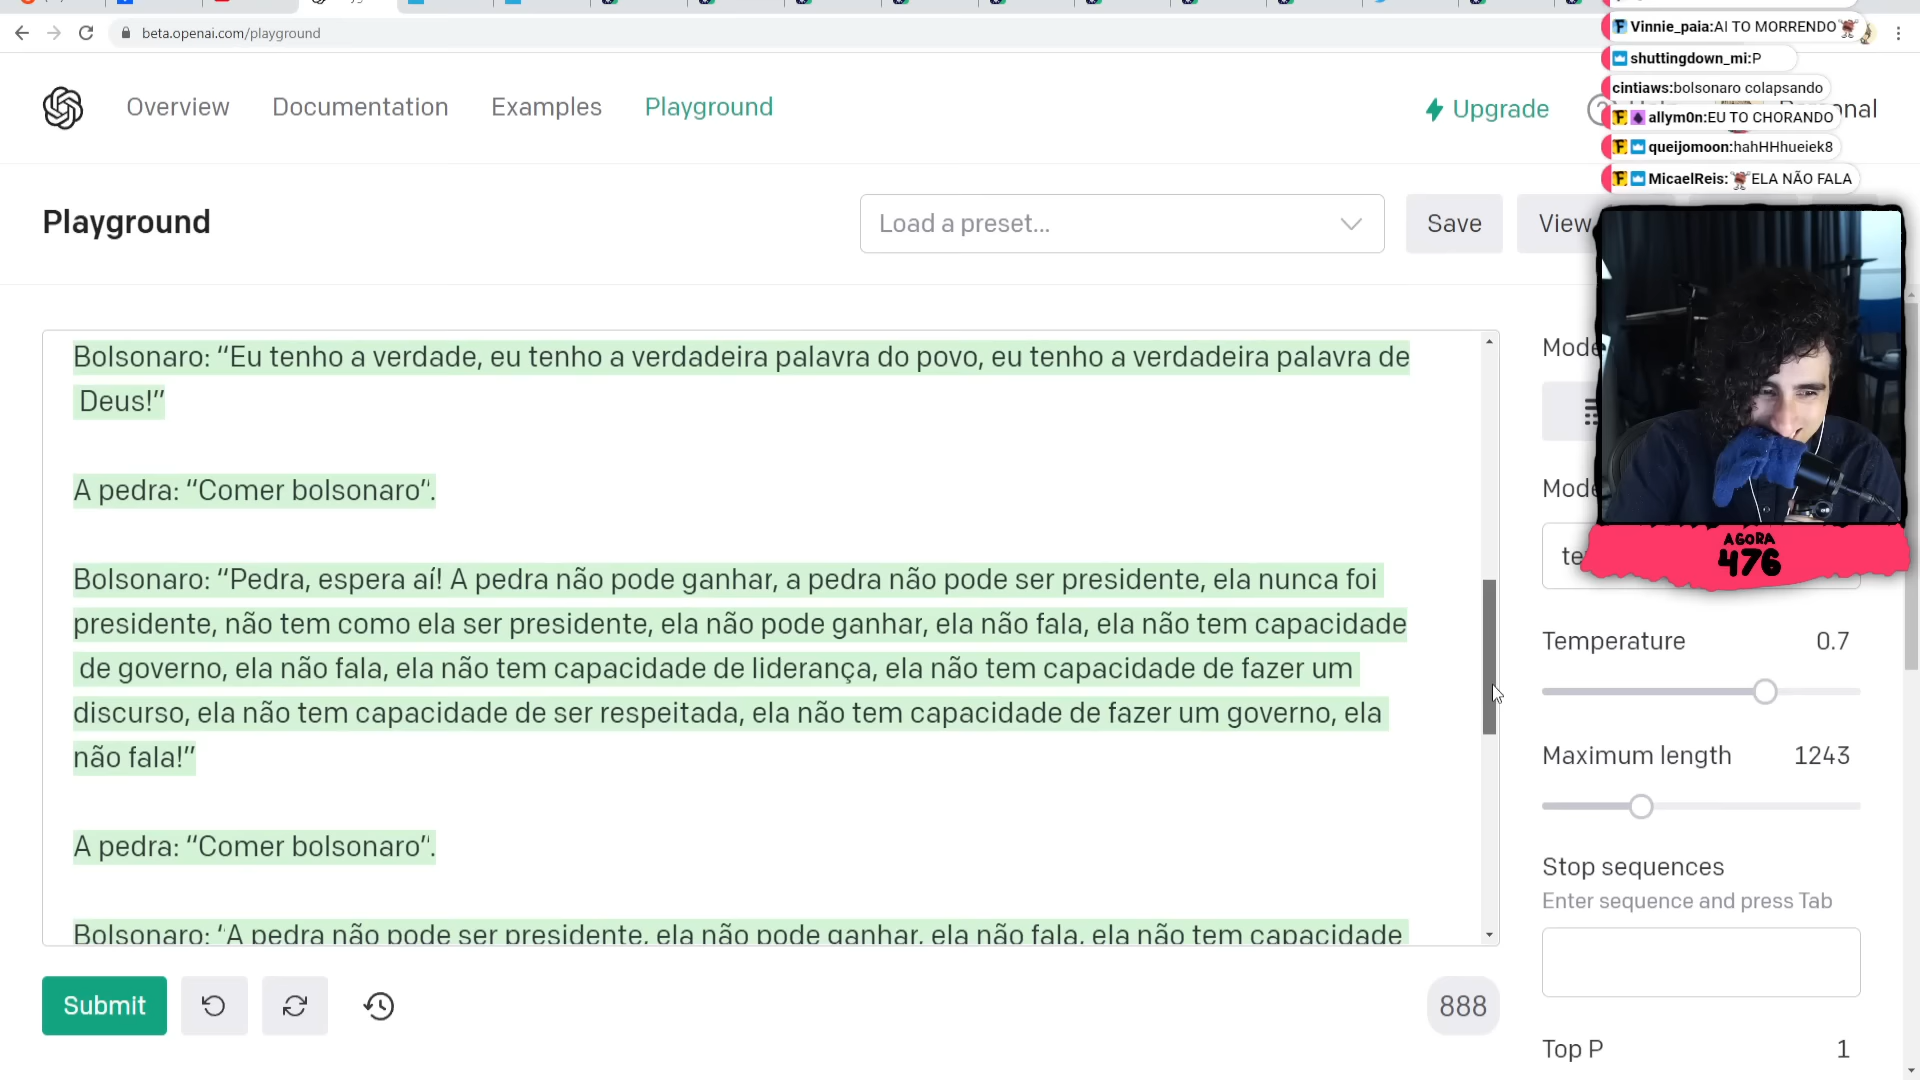 beta.openai.com/playground
Overview
Documentation
Examples
Playground
Upgrade
Vinnie_paia:AI TO MORRENDO
shuttingdown_mi:P
cintiaws:bolsonaro colapsando
allym0n:EU TO CHORANDO
queijomoon:hahHHhueiek8
MicaelReis: ELA NÃO FALA
Playground
Load a preset...
Save
View
Bolsonaro: “Eu tenho a verdade, eu tenho a verdadeira palavra do povo, eu tenho a verdadeira palavra de
Deus!”
A pedra: “Comer bolsonaro”.
Bolsonaro: “Pedra, espera aí! A pedra não pode ganhar, a pedra não pode ser presidente, ela nunca foi
presidente, não tem como ela ser presidente, ela não pode ganhar, ela não fala, ela não tem capacidade
de governo, ela não fala, ela não tem capacidade de liderança, ela não tem capacidade de fazer um
discurso, ela não tem capacidade de ser respeitada, ela não tem capacidade de fazer um governo, ela
não fala!”
A pedra: “Comer bolsonaro”.
Bolsonaro: “A pedra não pode ser presidente, ela não pode ganhar, ela não fala, ela não tem capacidade
Submit
888
AGORA
476
Temperature 0.7
Maximum length 1243
Stop sequences
Enter sequence and press Tab
Top P 1